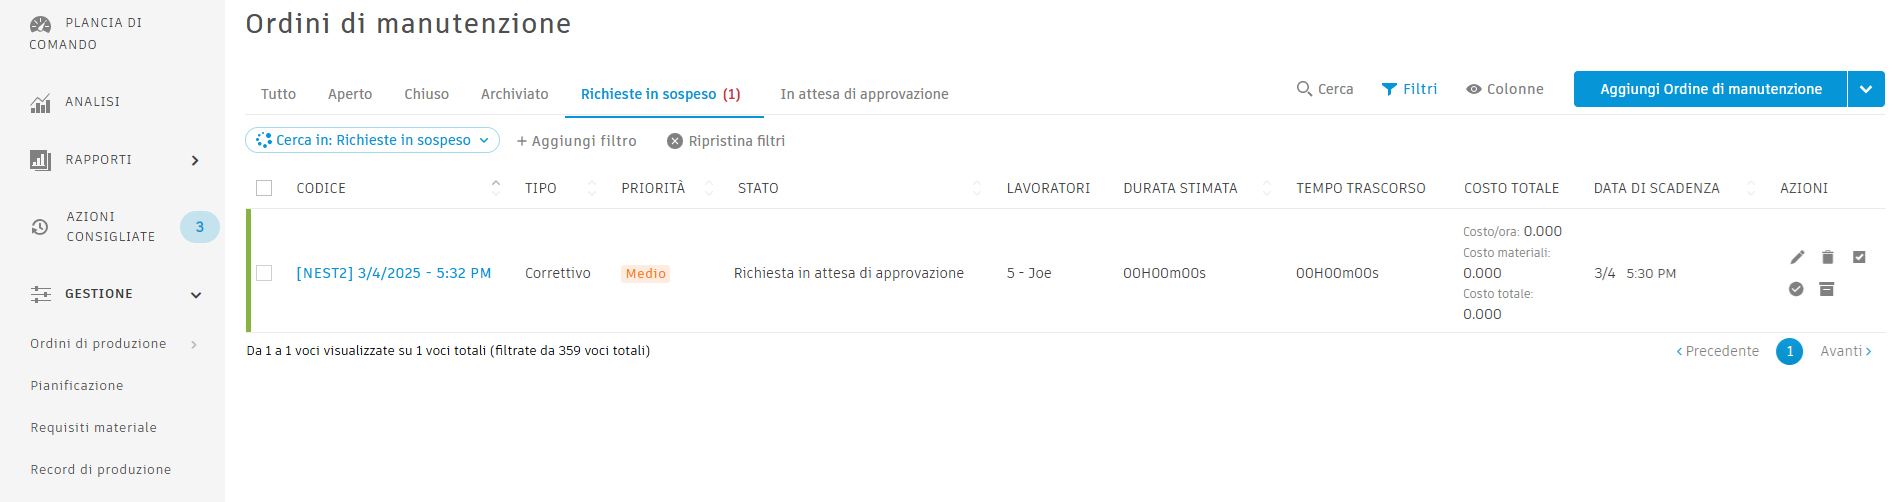 PLANCIA DI
COMANDO
ANALISI
RAPPORTI
AZIONI
CONSIGLIATE
3
GESTIONE
Ordini di produzione
Pianificazione
Requisiti materiale
Record di produzione
Ordini di manutenzione
Tutto Aperto Chiuso Archiviato Richieste in sospeso (1) In attesa di approvazione Cerca Filtri Colonne Aggiungi Ordine di manutenzione
Cerca in: Richieste in sospeso + Aggiungi filtro Ripristina filtri
CODICE TIPO PRIORITÀ STATO LAVORATORI DURATA STIMATA TEMPO TRASCORSO COSTO TOTALE DATA DI SCADENZA AZIONI
[NEST2] 3/4/2025 - 5:32 PM Correttivo Medio Richiesta in attesa di approvazione 5 - Joe 00H00m00s 00H00m00s
Costo/ora: 0.000
Costo materiali:
0.000
Costo totale:
0.000
3/4 5:30 PM
Da 1 a 1 voci visualizzate su 1 voci totali (filtrate da 359 voci totali)
Precedente 1 Avanti